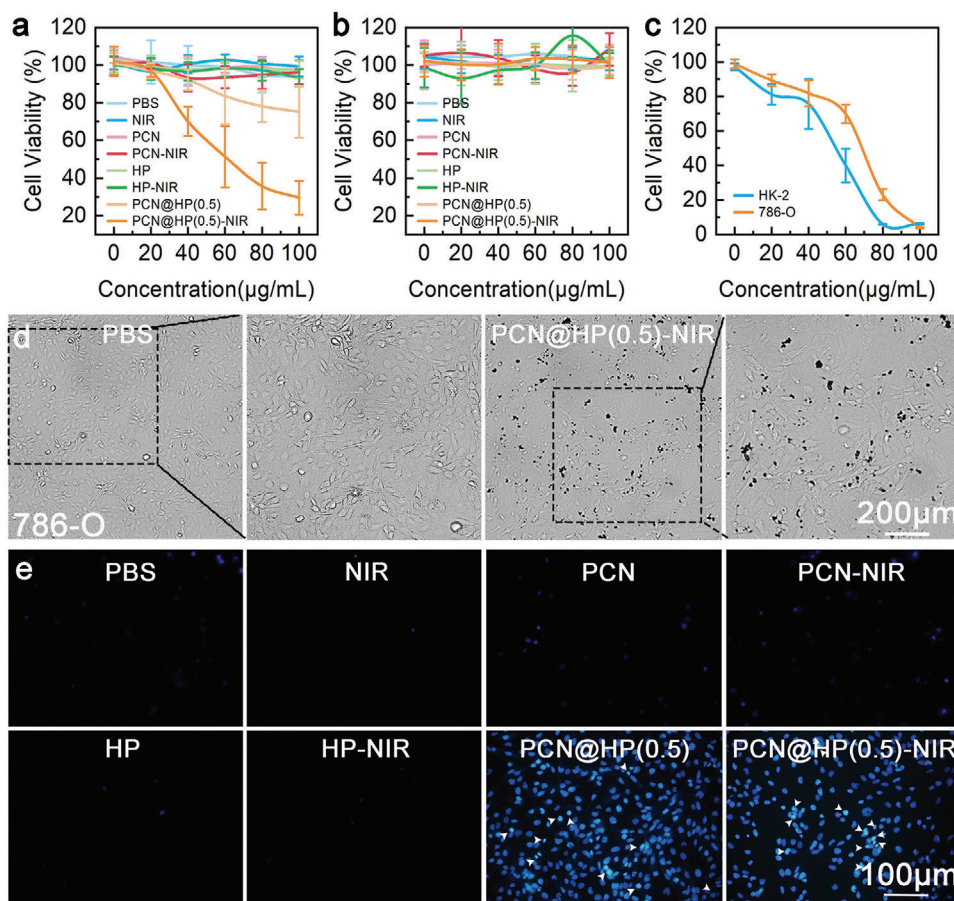 a
Cell Viability (%)
120
100
80
60
40
20
PBS
NIR
PCN
PCN-NIR
HP
HP-NIR
PCN@HP(0.5)
PCN@HP(0.5)-NIR
0 20 40 60 80 100
Concentration(µg/mL)
b
Cell Viability (%)
120
100
80
60
40
20
PBS
NIR
PCN
PCN-NIR
HP
HP-NIR
PCN@HP(0.5)
PCN@HP(0.5)-NIR
0 20 40 60 80 100
Concentration(µg/mL)
c
Cell Viability (%)
120
100
80
60
40
20
0
HK-2
786-O
0 20 40 60 80 100
Concentration(µg/mL)
d
PBS
PCN@HP(0.5)-NIR
786-O
200µm
e
PBS
NIR
PCN
PCN-NIR
HP
HP-NIR
PCN@HP(0.5)
PCN@HP(0.5)-NIR
100µm